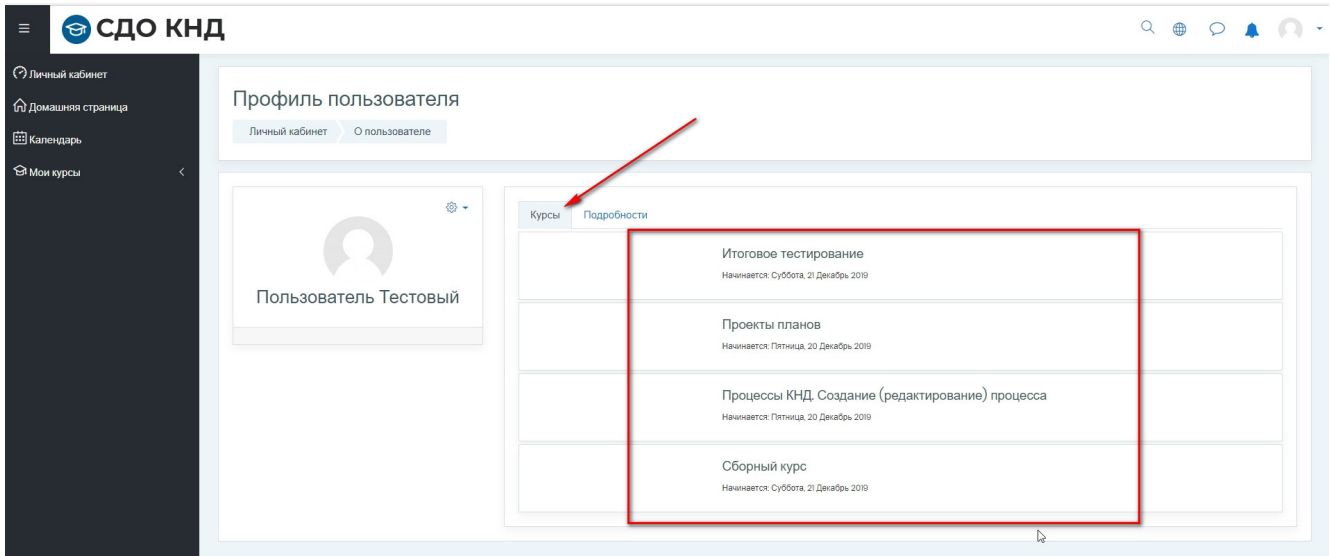 СДО КНД
Личный кабинет
Домашняя страница
Календарь
Мои курсы
Профиль пользователя
Личный кабинет О пользователе
Пользователь Тестовый
Курсы Подробности
Итоговое тестирование
Начинается: Суббота, 21 Декабрь 2019
Проекты планов
Начинается: Пятница, 20 Декабрь 2019
Процессы КНД. Создание (редактирование) процесса
Начинается: Пятница, 20 Декабрь 2019
Сборный курс
Начинается: Суббота, 21 Декабрь 2019